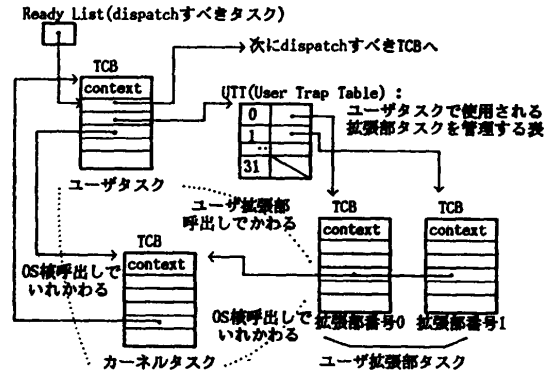 Ready List(dispatchすべきタスク)
次にdispatchすべきTCBへ
TCB
context
UTT(User Trap Table) :
ユーザタスクで使用される
拡張部タスクを管理する表
0
1
31
ユーザタスク
ユーザ拡張部
呼出しでかわる
TCB
context
TCB
context
TCB
context
OS核呼出しで
いれかわる
OS核呼出しで
いれかわる
拡張部番号0
拡張部番号1
カーネルタスク
ユーザ拡張部タスク